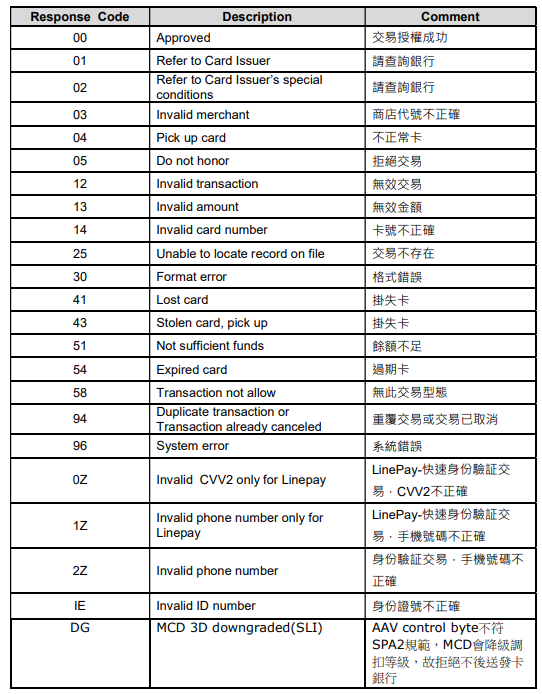 Response Code Description Comment
00 Approved 交易授權成功
01 Refer to Card Issuer 請查詢銀行
02 Refer to Card Issuer's special
conditions 請查詢銀行
03 Invalid merchant 商店代號不正確
04 Pick up card 不正常卡
05 Do not honor 拒絕交易
12 Invalid transaction 無效交易
13 Invalid amount 無效金額
14 Invalid card number 卡號不正確
25 Unable to locate record on file 交易不存在
30 Format error 格式錯誤
41 Lost card 掛失卡
43 Stolen card, pick up 掛失卡
51 Not sufficient funds 餘額不足
54 Expired card 過期卡
58 Transaction not allow 無此交易型態
94 Duplicate transaction or
Transaction already canceled 重覆交易或交易已取消
96 System error 系統錯誤
0Z Invalid CVV2 only for Linepay LinePay-快速身份驗証交
易，CVV2不正確
1Z Invalid phone number only for
Linepay LinePay-快速身份驗証交
易，手機號碼不正確
2Z Invalid phone number 身份驗証交易，手機號碼不
正確
IE Invalid ID number 身份證號不正確
DG MCD 3D downgraded(SLI) AAV control byte不符
SPA2規範，MCD會降級調
扣等級，故拒絕不後送發卡
銀行